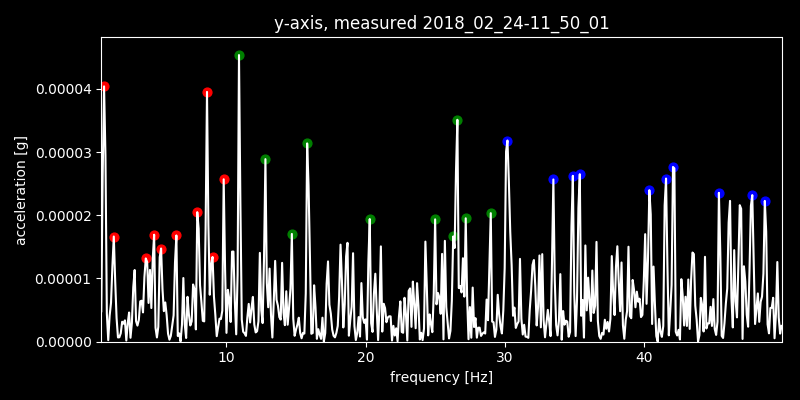 y-axis, measured 2018_02_24-11_50_01
acceleration [g]
0.00004
0.00003
0.00002
0.00001
0.00000
10 20 30 40
frequency [Hz]